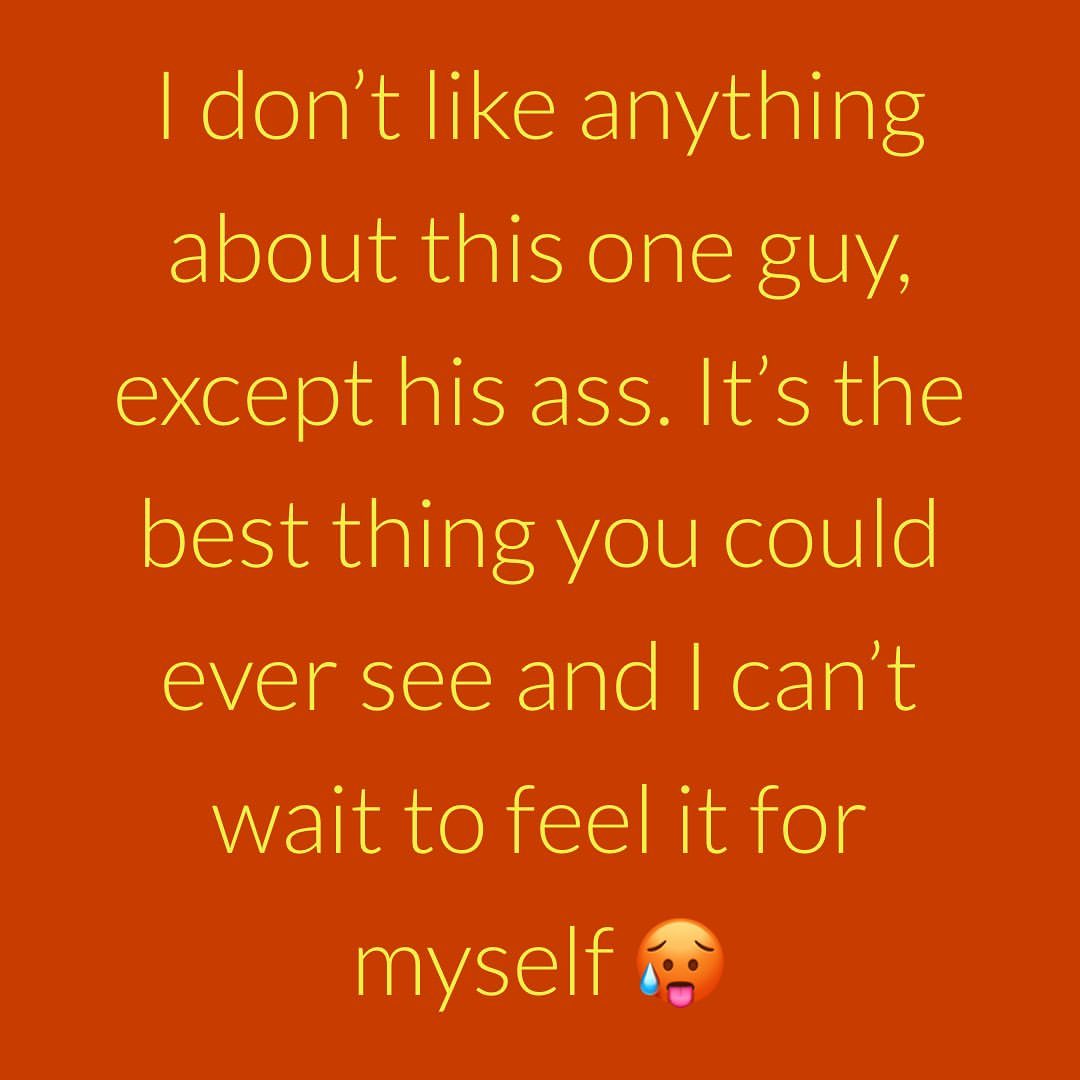 I don’t like anything
about this one guy,
except his ass. It’s the
best thing you could
ever see and I can’t
wait to feel it for
myself 🥵